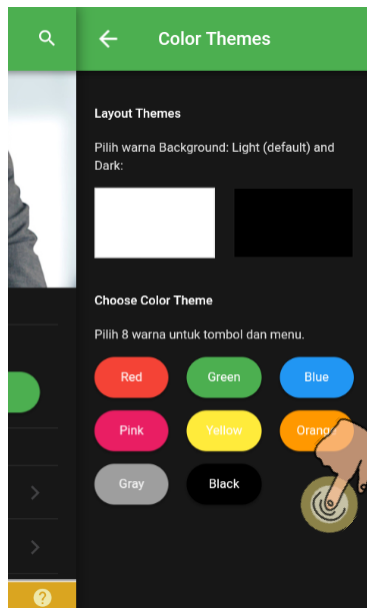 Color Themes
Layout Themes
Pilih warna Background: Light (default) and
Dark:
Choose Color Theme
Pilih 8 warna untuk tombol dan menu.
Red Green Blue
Pink Yellow Orang
Gray Black
?